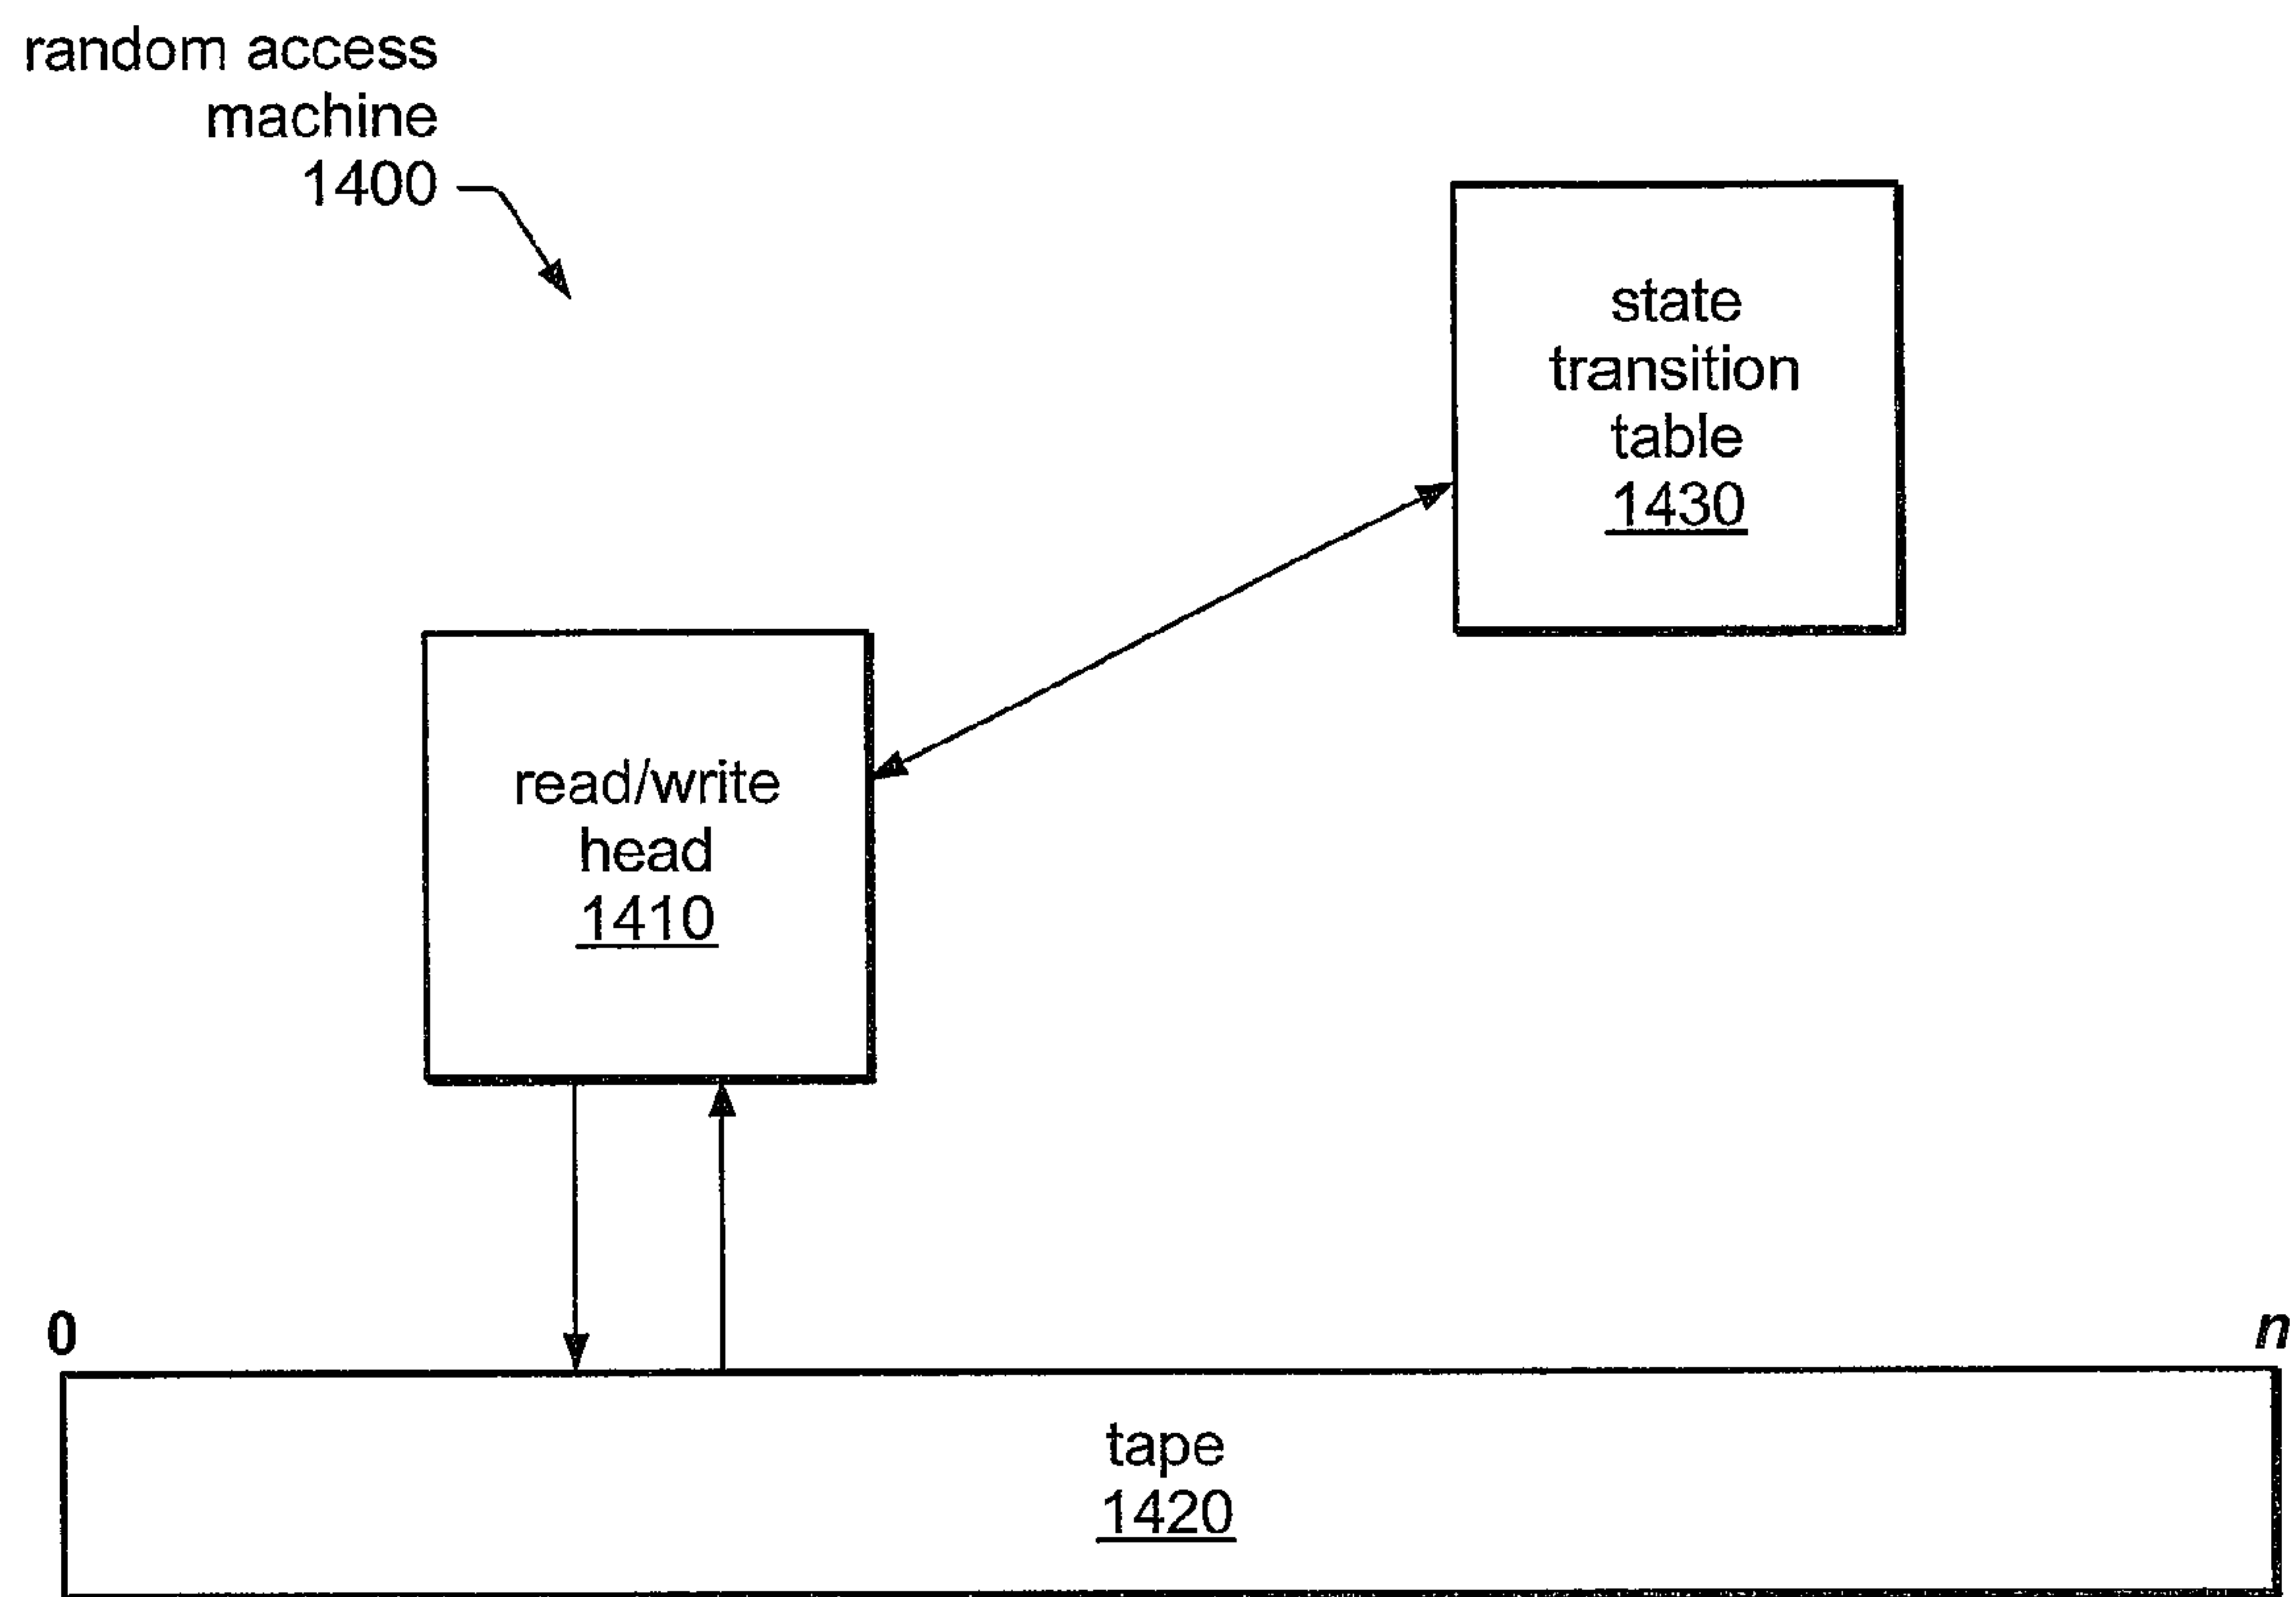 random access
machine
1400
state
transition
table
1430
read/write
head
1410
0
n
tape
1420